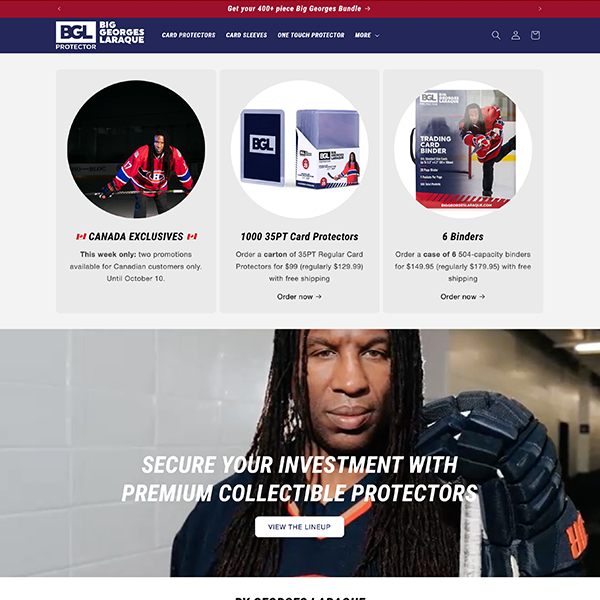 Get your 400+ piece Big Georges Bundle →
BGL
PROTECTOR
BIG
GEORGES
LARAQUE
CARD PROTECTORS
CARD SLEEVES
ONE TOUCH PROTECTOR
MORE
CANADA EXCLUSIVES
This week only: two promotions
available for Canadian customers only.
Until October 10.
BGL
BGL
1000 35PT Card Protectors
Order a carton of 35PT Regular Card
Protectors for $99 (regularly $129.99)
with free shipping
Order now →
BGL
BIG
GEORGES
LARAQUE
TRADING
CARD
BINDER
6 Binders
Order a case of 6 504-capacity binders
for $149.95 (regularly $179.95) with free
shipping
Order now →
SECURE YOUR INVESTMENT WITH
PREMIUM COLLECTIBLE PROTECTORS
VIEW THE LINEUP
BY GEORGES LARAQUE